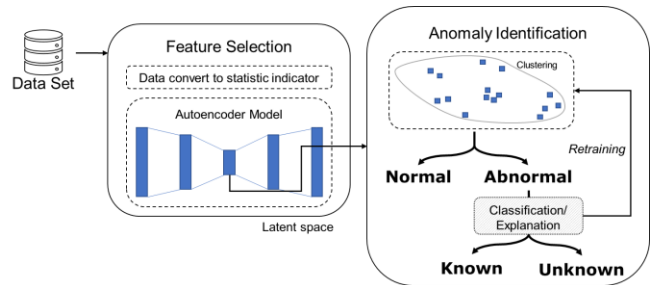 Data Set
Feature Selection
Data convert to statistic indicator
Autoencoder Model
Latent space
Anomaly Identification
Clustering
Retraining
Normal
Abnormal
Classification/
Explanation
Known
Unknown